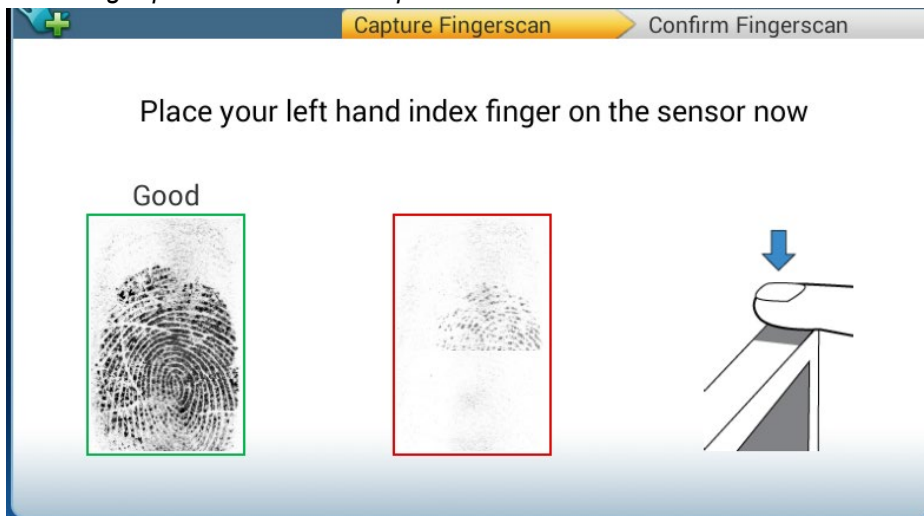 Capture Fingerscan
Confirm Fingerscan
Place your left hand index finger on the sensor now
Good